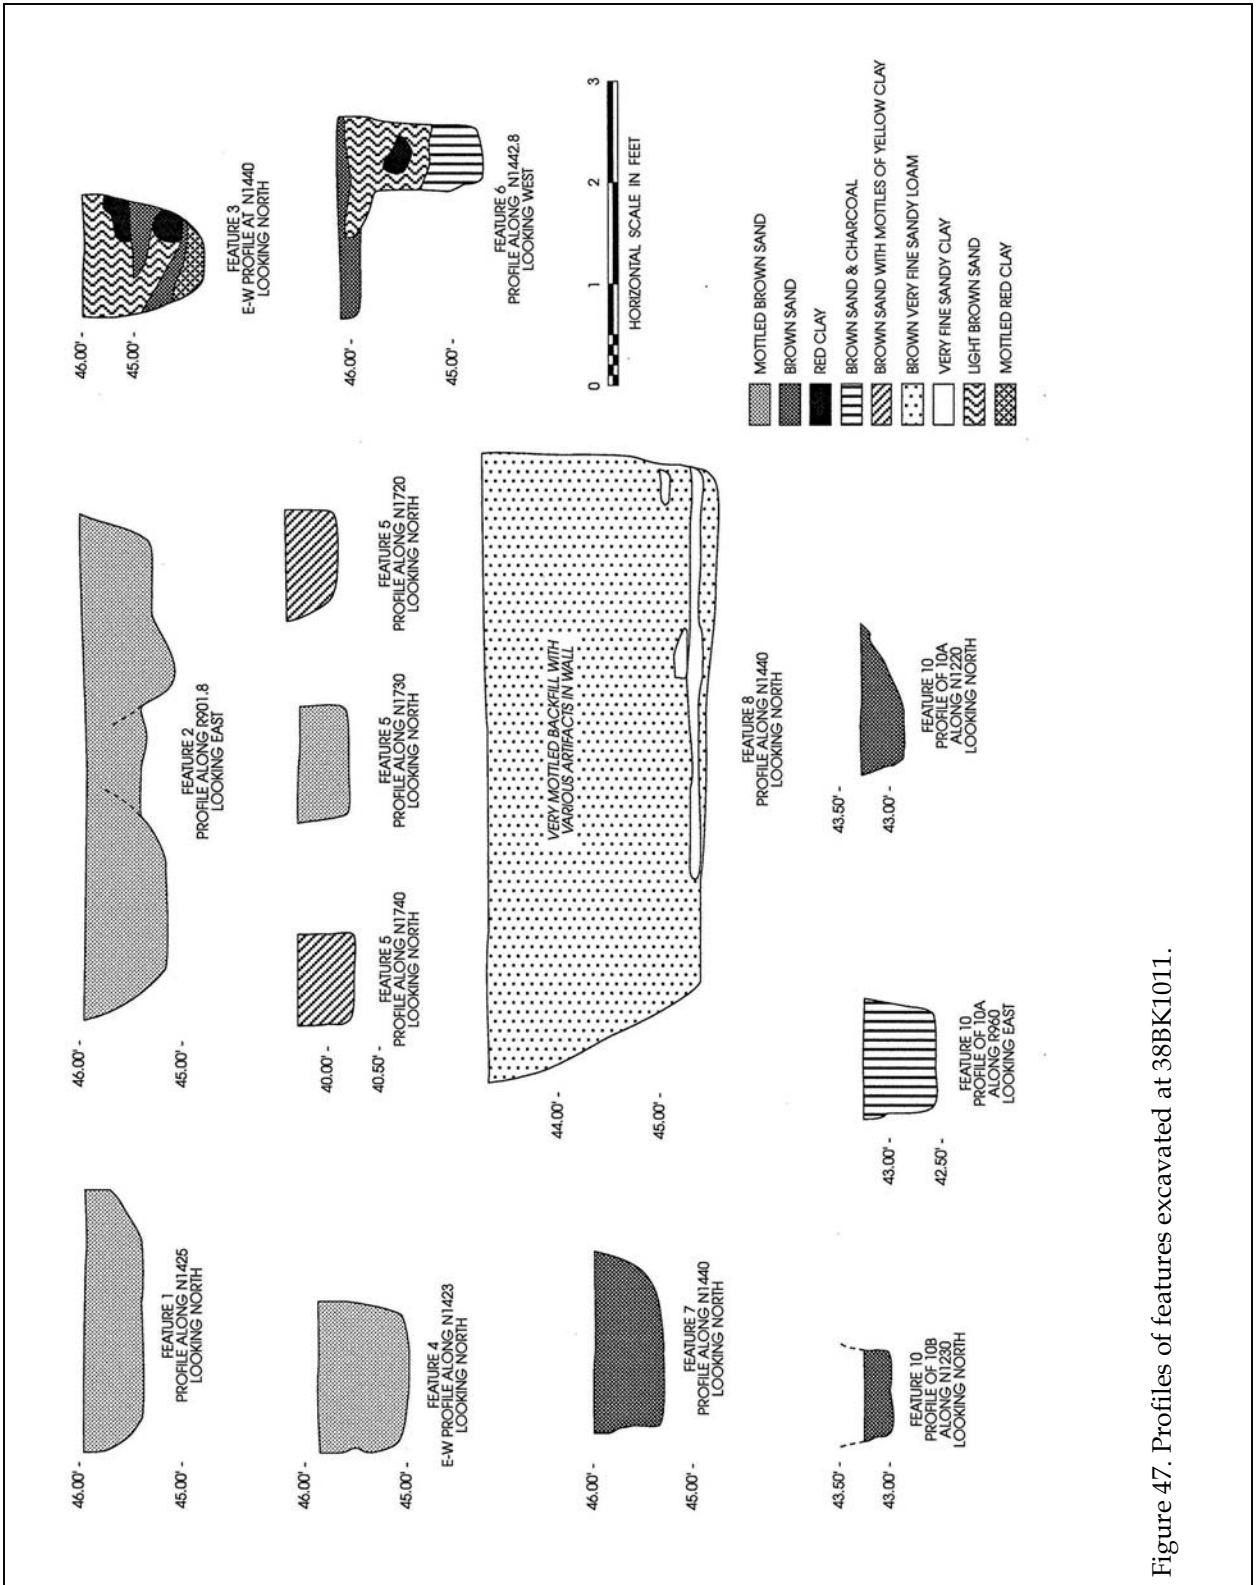 46.00' -
45.00' -
FEATURE 1
PROFILE ALONG N1425
LOOKING NORTH
46.00' -
45.00' -
FEATURE 2
PROFILE ALONG R901.8
LOOKING EAST
46.00' -
45.00' -
FEATURE 3
E-W PROFILE AT N1440
LOOKING NORTH
46.00' -
45.00' -
FEATURE 4
E-W PROFILE ALONG N1423
LOOKING NORTH
40.00' -
40.50' -
FEATURE 5
PROFILE ALONG N1740
LOOKING NORTH
FEATURE 5
PROFILE ALONG N1730
LOOKING NORTH
FEATURE 5
PROFILE ALONG N1720
LOOKING NORTH
46.00' -
45.00' -
FEATURE 6
PROFILE ALONG N1442.8
LOOKING WEST
46.00' -
45.00' -
FEATURE 7
PROFILE ALONG N1440
LOOKING NORTH
44.00' -
45.00' -
VERY MOTTLED BACKFILL WITH
VARIOUS ARTIFACTS IN WALL
FEATURE 8
PROFILE ALONG N1440
LOOKING NORTH
0 1 2 3
HORIZONTAL SCALE IN FEET
43.50' -
43.00' -
FEATURE 10
PROFILE OF 10B
ALONG N1230
LOOKING NORTH
43.00' -
42.50' -
FEATURE 10
PROFILE OF 10A
ALONG R960
LOOKING EAST
43.50' -
43.00' -
FEATURE 10
PROFILE OF 10A
ALONG N1220
LOOKING NORTH
MOTTLED BROWN SAND
BROWN SAND
RED CLAY
BROWN SAND & CHARCOAL
BROWN SAND WITH MOTTLES OF YELLOW CLAY
BROWN VERY FINE SANDY LOAM
VERY FINE SANDY CLAY
LIGHT BROWN SAND
MOTTLED RED CLAY
Figure 47. Profiles of features excavated at 38BK1011.